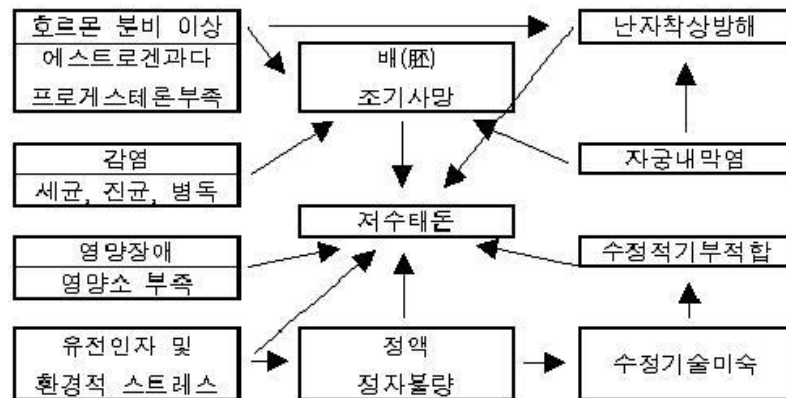 호르몬 분비 이상
에스트로겐과다
프로게스테론부족
배(胚)
조기사망
난자착상방해
감염
세균, 진균, 병독
자궁내막염
저수태돈
영양장애
영양소 부족
수정적기부적합
유전인자 및
환경적 스트레스
정액
정자불량
수정기술미숙